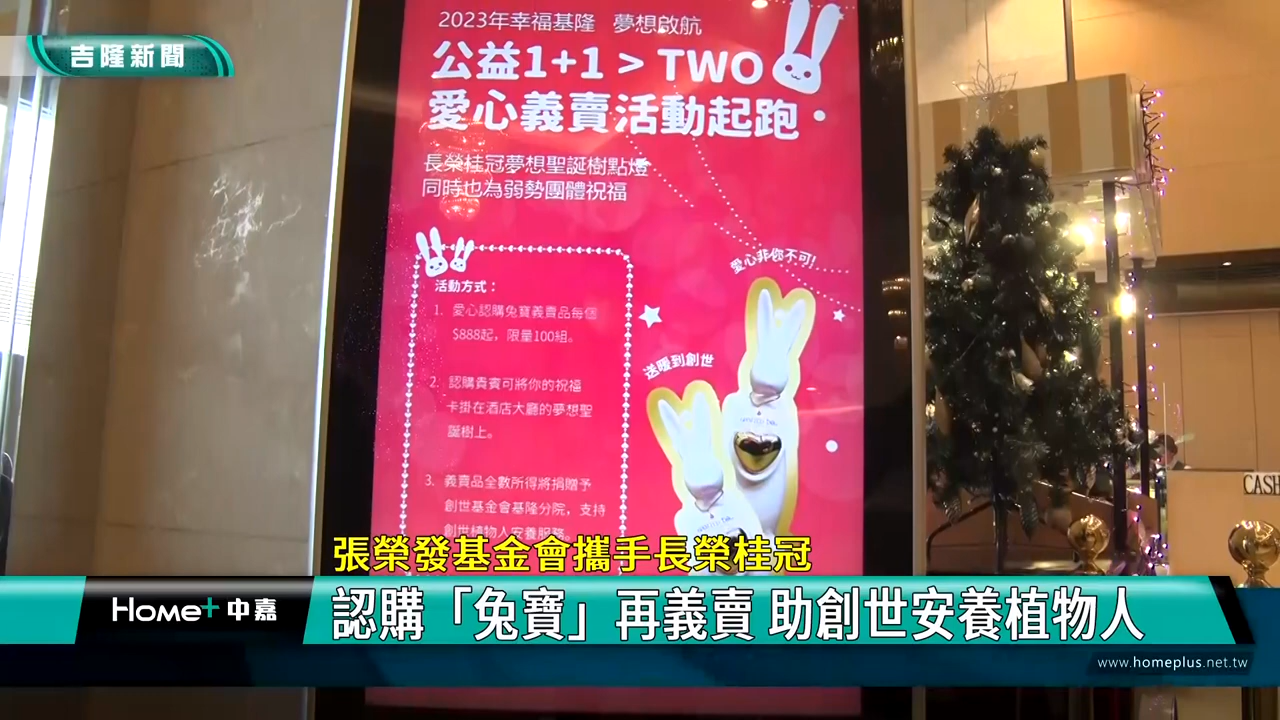 吉隆新聞
2023年幸福基隆 夢想啟航
公益1+1 > TWO
愛心義賣活動起跑
長榮桂冠夢想聖誕樹點燈
同時也為弱勢團體祝福
活動方式：
1. 愛心認購兔寶義賣品每個
$888起，限量100組。
2. 認購貴賓可將你的祝福
卡掛在酒店大廳的夢想聖
誕樹上。
3. 義賣品全數所得將捐贈予
創世基金會基隆分院，支持
創世植物人安養服務。
愛心非你不可!
送暖到創世
CASH
張榮發基金會攜手長榮桂冠
Home+ 中嘉
認購「兔寶」再義賣 助創世安養植物人
www.homeplus.net.tw